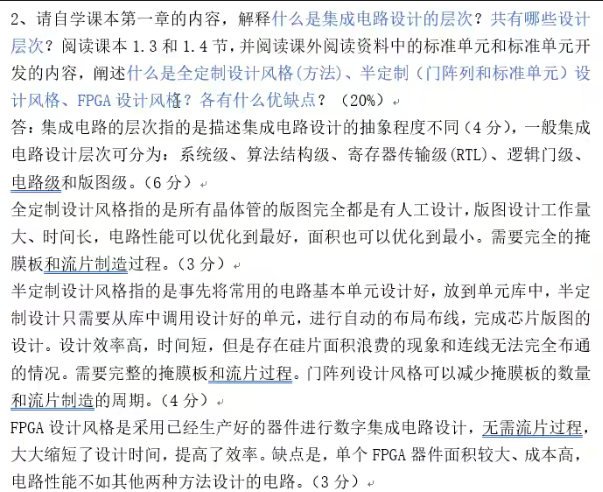 2、请自学课本第一章的内容，解释什么是集成电路设计的层次？共有哪些设计
层次？阅读课本 1.3 和 1.4 节，并阅读课外阅读资料中的标准单元和标准单元开
发的内容，阐述什么是全定制设计风格(方法)、半定制（门阵列和标准单元）设
计风格、FPGA 设计风格？各有什么优缺点？（20%）
答：集成电路的层次指的是描述集成电路设计的抽象程度不同(4 分)，一般集成
电路设计层次可分为：系统级、算法结构级、寄存器传输级(RTL)、逻辑门级、
电路级和版图级。（6 分）
全定制设计风格指的是所有晶体管的版图完全都是有人工设计，版图设计工作量
大、时间长，电路性能可以优化到最好，面积也可以优化到最小。需要完全的掩
膜板和流片制造过程。（3 分）
半定制设计风格指的是事先将常用的电路基本单元设计好，放到单元库中，半定
制设计只需要从库中调用设计好的单元，进行自动的布局布线，完成芯片版图的
设计。设计效率高，时间短，但是存在硅片面积浪费的现象和连线无法完全布通
的情况。需要完整的掩膜板和流片过程。门阵列设计风格可以减少掩膜板的数量
和流片制造的周期。（4 分）
FPGA 设计风格是采用已经生产好的器件进行数字集成电路设计，无需流片过程，
大大缩短了设计时间，提高了效率。缺点是，单个 FPGA 器件面积较大、成本高，
电路性能不如其他两种方法设计的电路。（3 分）